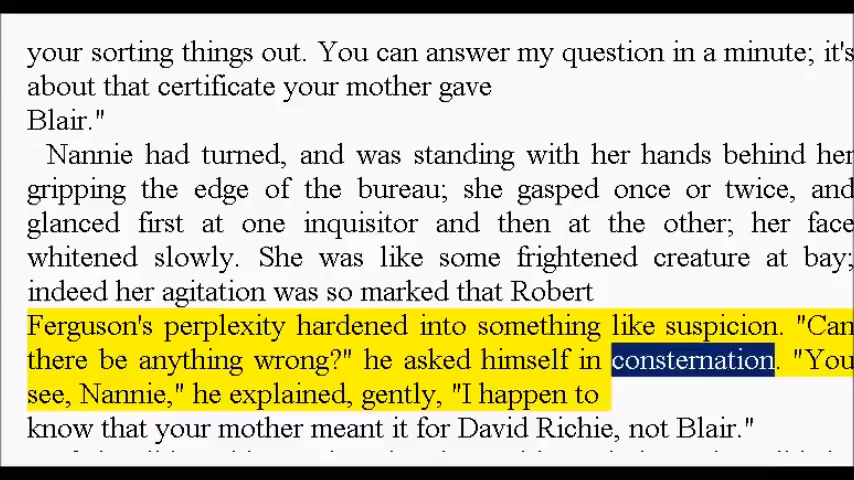 your sorting things out. You can answer my question in a minute; it's
about that certificate your mother gave
Blair."
Nannie had turned, and was standing with her hands behind her
gripping the edge of the bureau; she gasped once or twice, and
glanced first at one inquisitor and then at the other; her face
whitened slowly. She was like some frightened creature at bay;
indeed her agitation was so marked that Robert
Ferguson's perplexity hardened into something like suspicion. "Can
there be anything wrong?" he asked himself in consternation. "You
see, Nannie," he explained, gently, "I happen to
know that your mother meant it for David Richie, not Blair."